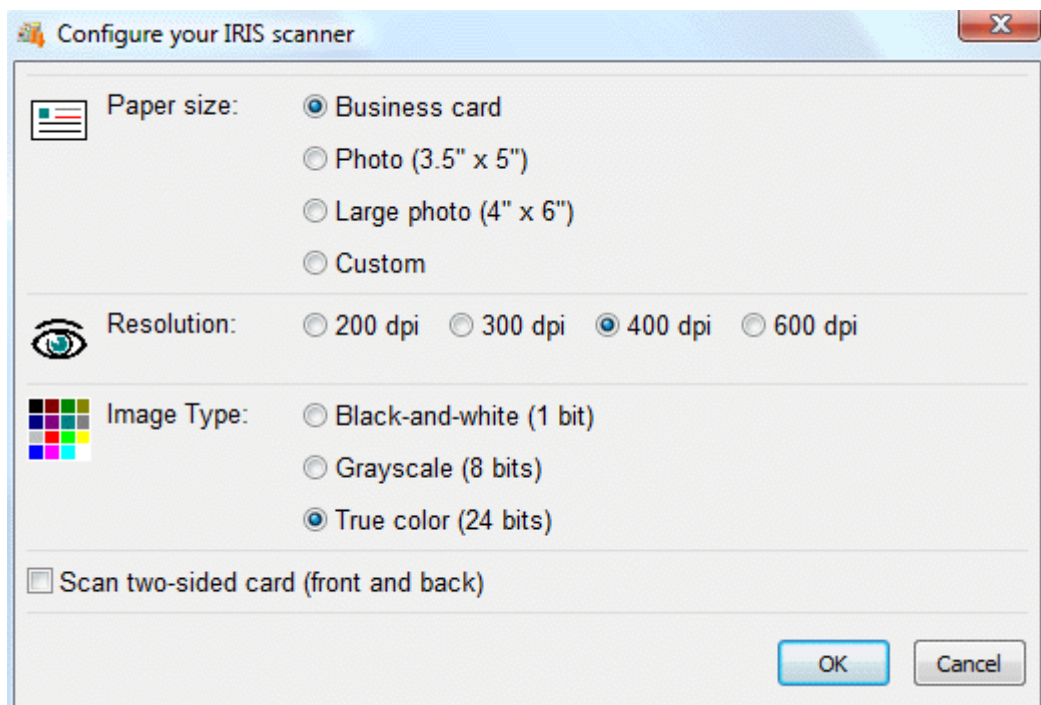 Configure your IRIS scanner
Paper size:
Business card
Photo (3.5" x 5")
Large photo (4" x 6")
Custom
Resolution:
200 dpi 300 dpi 400 dpi 600 dpi
Image Type:
Black-and-white (1 bit)
Grayscale (8 bits)
True color (24 bits)
Scan two-sided card (front and back)
OK Cancel